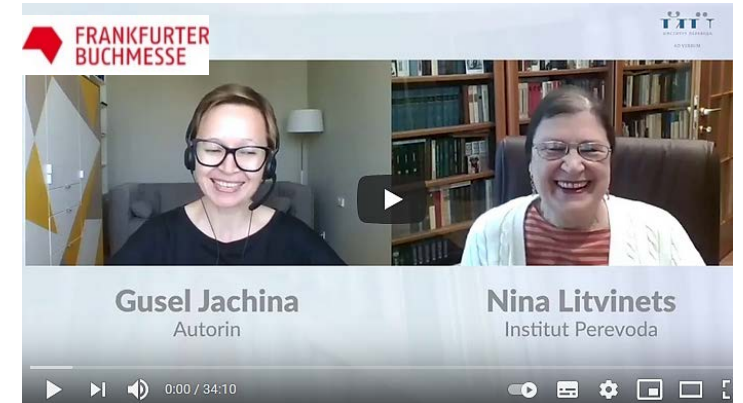 FRANKFURTER
BUCHMESSE
Gusel Jachina
Autorin
Nina Litvinets
Institut Perevoda
0:00 / 34:10